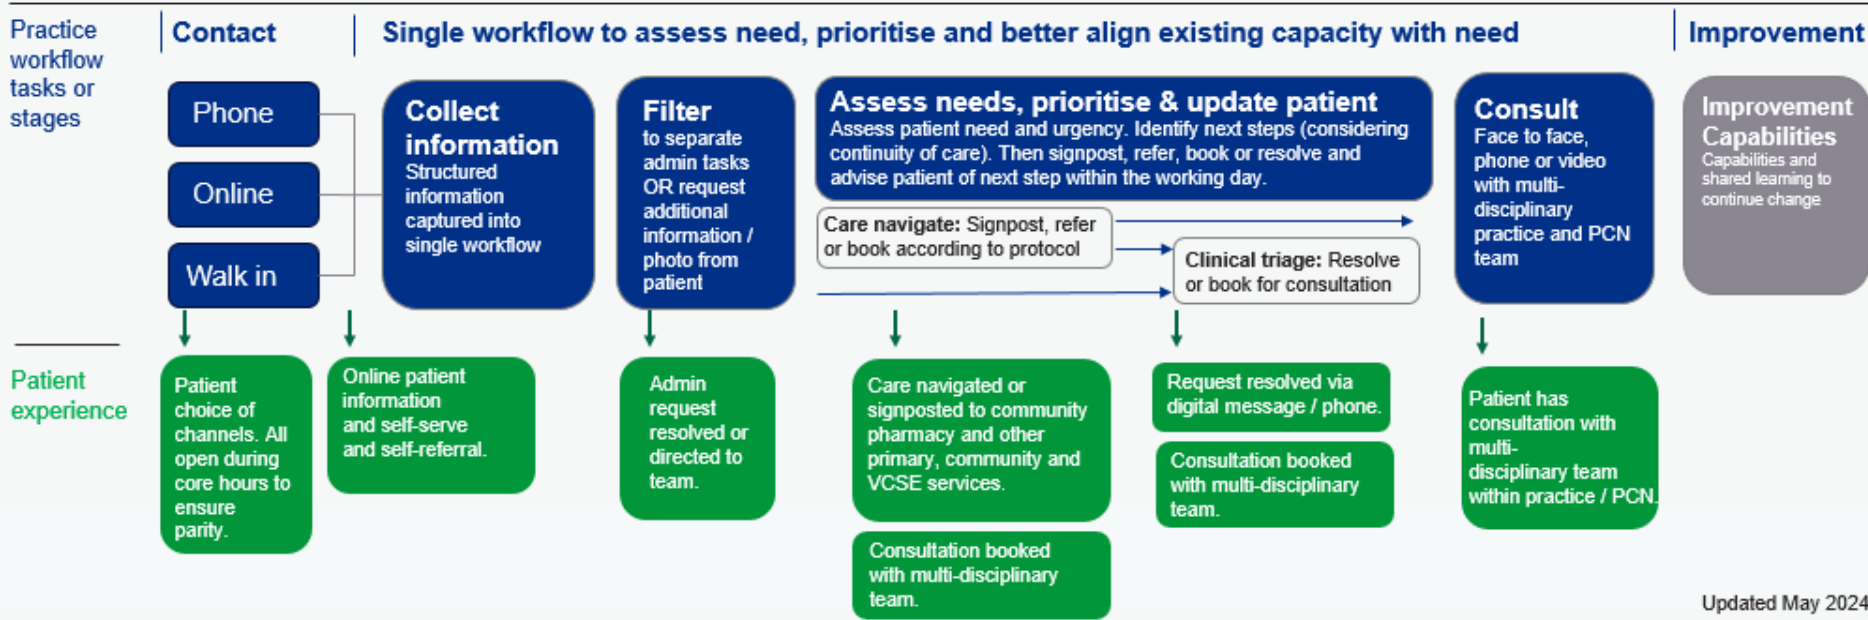 Practice
workflow
tasks or
stages
Contact
Single workflow to assess need, prioritise and better align existing capacity with need
Improvement
Phone
Online
Walk in
Collect
information
Structured
information
captured into
single workflow
Filter
to separate
admin tasks
OR request
additional
information /
photo from
patient
Assess needs, prioritise & update patient
Assess patient need and urgency. Identify next steps (considering
continuity of care). Then signpost, refer, book or resolve and
advise patient of next step within the working day.
Care navigate: Signpost, refer
or book according to protocol
Clinical triage: Resolve
or book for consultation
Consult
Face to face,
phone or video
with multi-
disciplinary
practice and PCN
team
Improvement
Capabilities
Capabilities and
shared learning to
continue change
Patient
experience
Patient
choice of
channels. All
open during
core hours to
ensure
parity.
Online patient
information
and self-serve
and self-referral.
Admin
request
resolved or
directed to
team.
Care navigated or
signposted to community
pharmacy and other
primary, community and
VCSE services.
Consultation booked
with multi-disciplinary
team.
Request resolved via
digital message / phone.
Consultation booked
with multi-disciplinary
team.
Patient has
consultation with
multi-
disciplinary team
within practice / PCN.
Updated May 2024